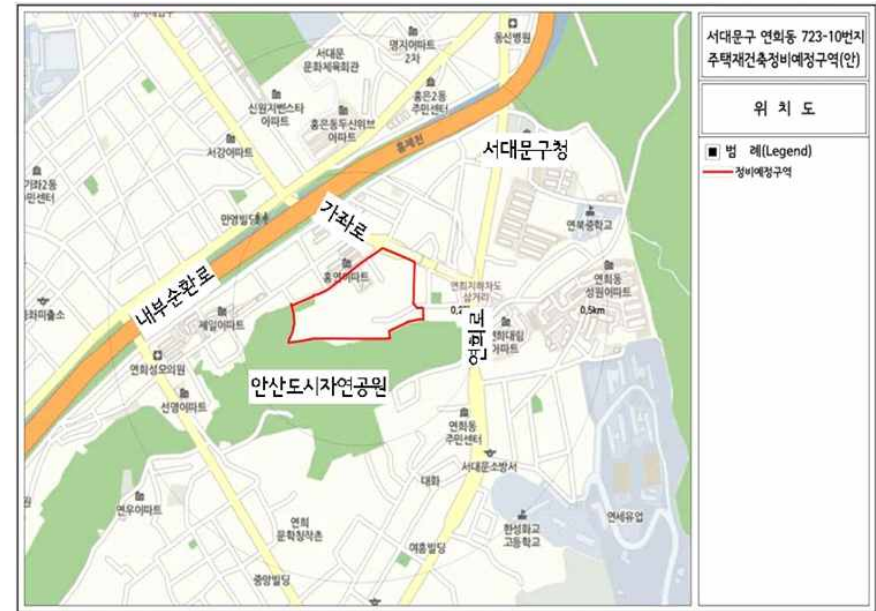 서대문구 연희동 723-10번지
주택재건축정비예정구역(안)
위 치 도
■ 범 례(Legend)
정비예정구역
동신병원
명지아파트
2차
서대문
문화체육회관
홍은2동
주민센터
신원지벤스타
아파트
홍은동두산위브
아파트
홍제천
서대문구청
서강아파트
가좌2동
주민센터
안영빌딩
가좌로
연북중학교
홍연아파트
연희지하차도
삼거리
연희동
성원아파트
0.5km
내부순환로
제일아파트
연희로
연희대림
아파트
연희성모의원
안산도시자연공원
선영아파트
연희동
주민센터
서대문소방서
대화
연우아파트
연희
문학창작촌
한성화교
고등학교
연세유업
여흥빌딩
중앙빌딩